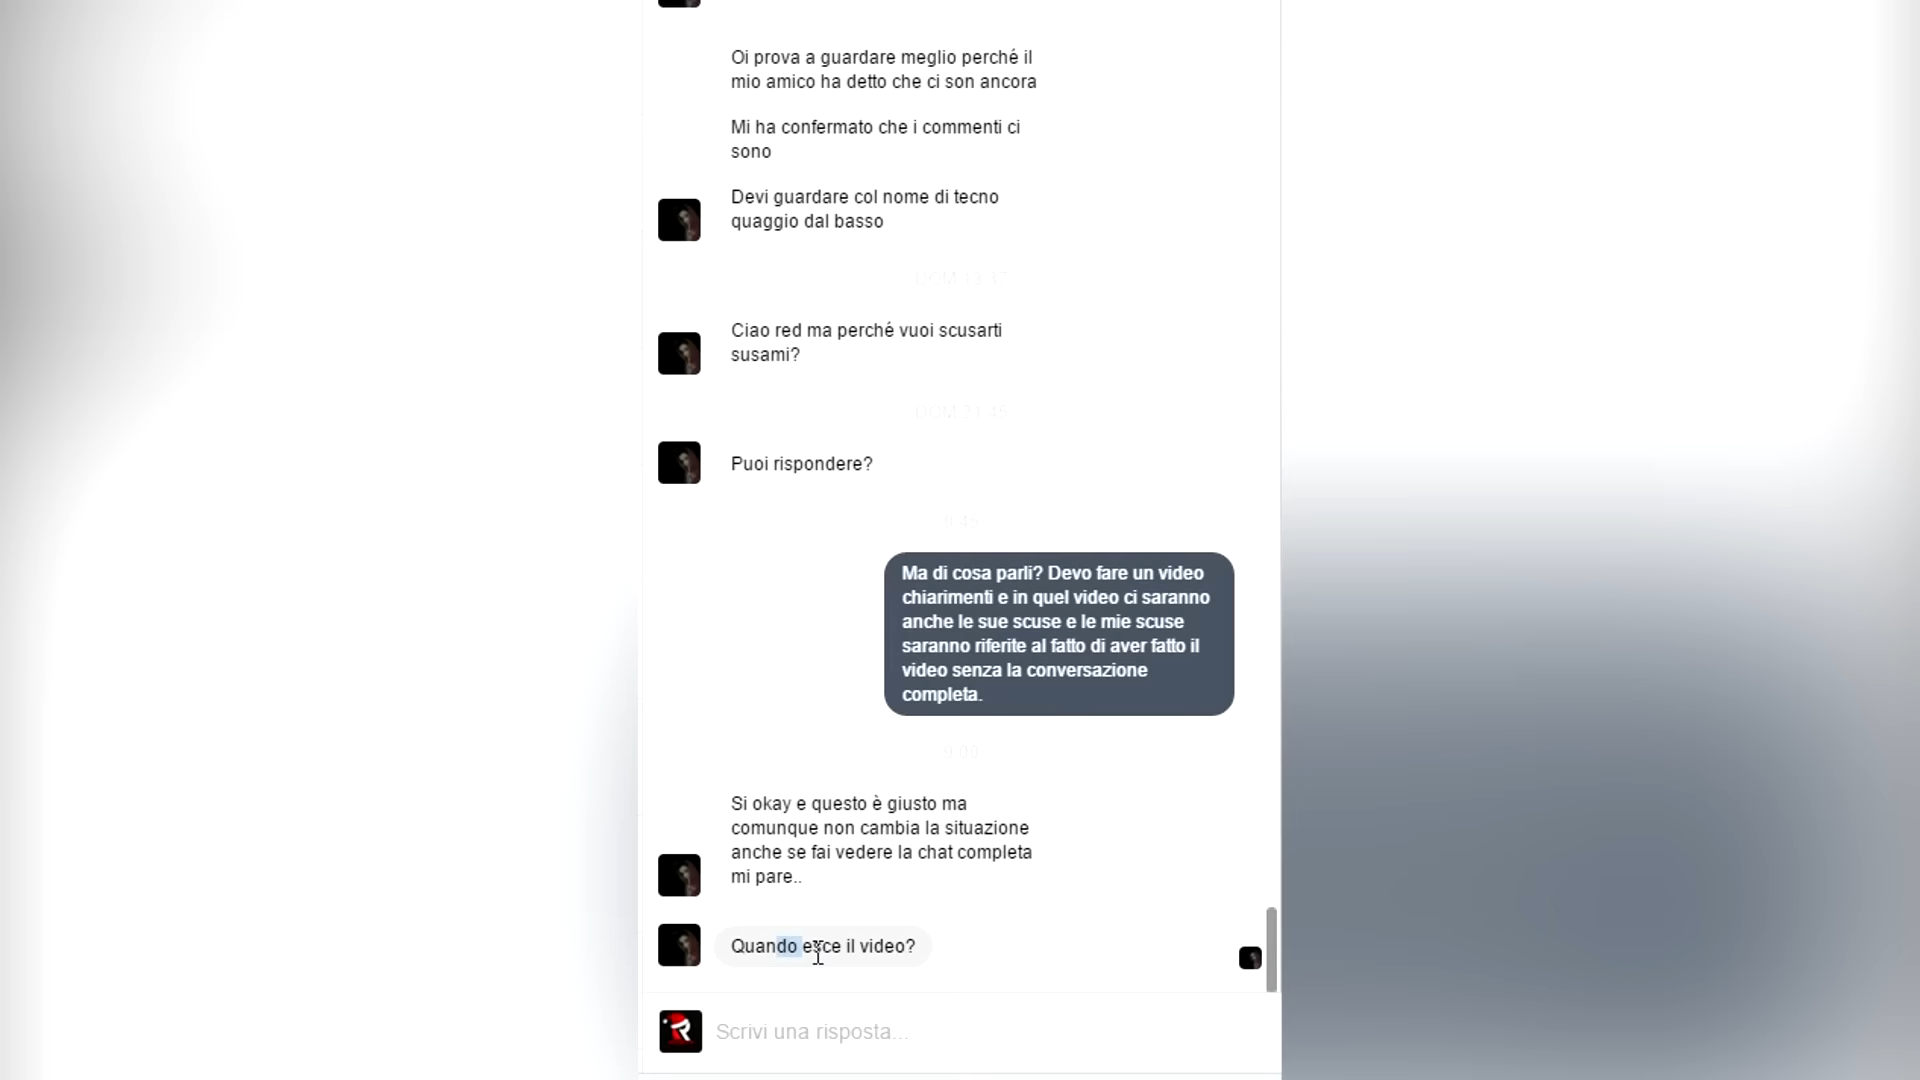 Oi prova a guardare meglio perché il
mio amico ha detto che ci son ancora
Mi ha confermato che i commenti ci
sono
Devi guardare col nome di tecno
quaggio dal basso
Ciao red ma perché vuoi scusarti
susami?
Puoi rispondere?
Ma di cosa parli? Devo fare un video
chiarimenti e in quel video ci saranno
anche le sue scuse e le mie scuse
saranno riferite al fatto di aver fatto il
video senza la conversazione
completa.
Si okay e questo è giusto ma
comunque non cambia la situazione
anche se fai vedere la chat completa
mi pare..
Quando esce il video?
Scrivi una risposta...